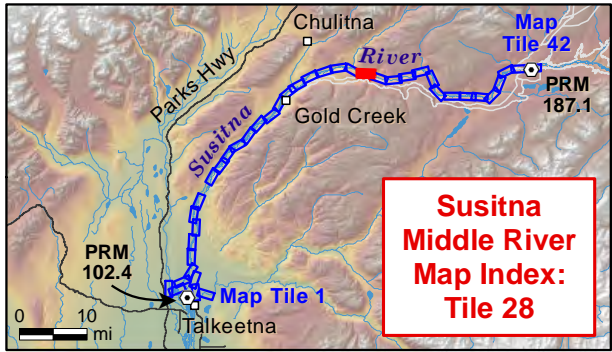 Chulitna
Map
Tile 42
River
Parks Hwy
PRM
187.1
Gold Creek
Susitna
Susitna
Middle River
Map Index:
Tile 28
PRM
102.4
Map Tile 1
0 10
mi
Talkeetna